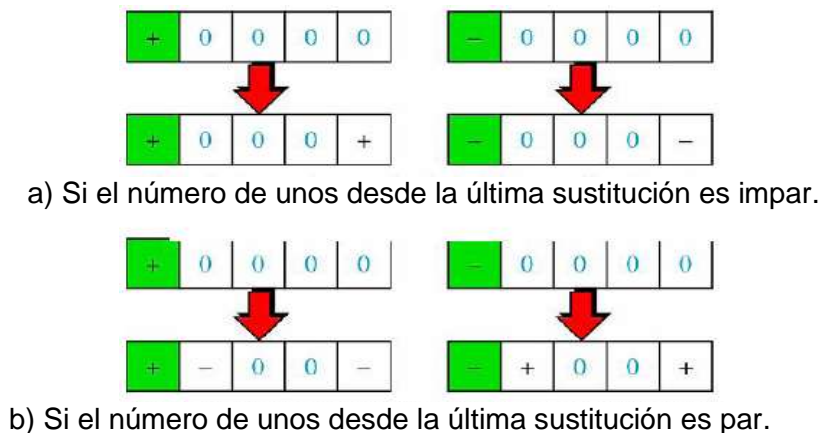 + 0 0 0 0 − 0 0 0 0
+ 0 0 0 + − 0 0 0 −
a) Si el número de unos desde la última sustitución es impar.
+ 0 0 0 0 − 0 0 0 0
+ − 0 0 − − + 0 0 +
b) Si el número de unos desde la última sustitución es par.